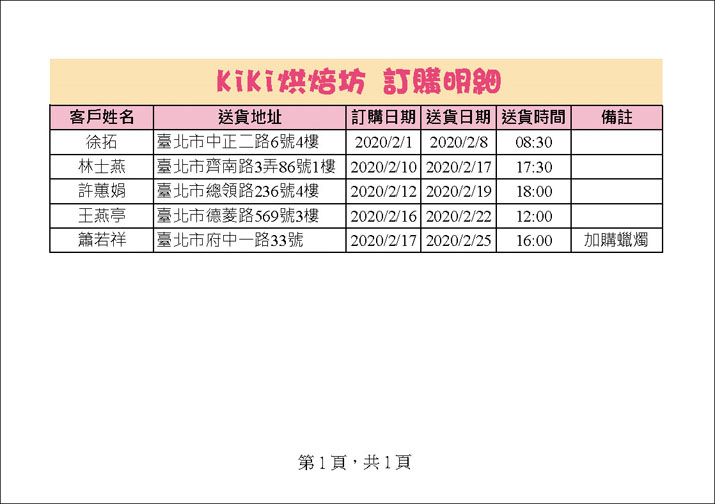 KiKi烘焙坊 訂購明細
客戶姓名 送貨地址 訂購日期 送貨日期 送貨時間 備註
徐拓 臺北市中正二路6號4樓 2020/2/1 2020/2/8 08:30
林士燕 臺北市齊南路3弄86號1樓 2020/2/10 2020/2/17 17:30
許蕙娟 臺北市總領路236號4樓 2020/2/12 2020/2/19 18:00
王燕亭 臺北市德菱路569號3樓 2020/2/16 2020/2/22 12:00
蕭若祥 臺北市府中一路33號 2020/2/17 2020/2/25 16:00 加購蠟燭
第1頁，共1頁